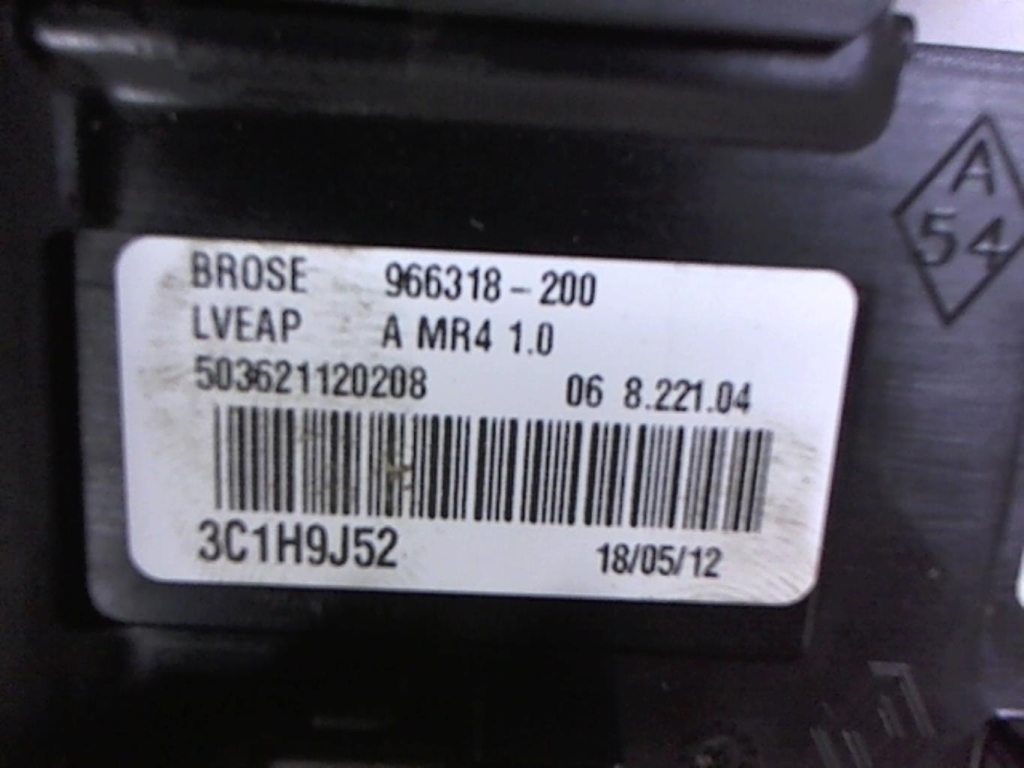 BROSE 966318-200
LVEAP A MR4 1.0
503621120208 06 8.221.04
3C1H9J52 18/05/12
A
54